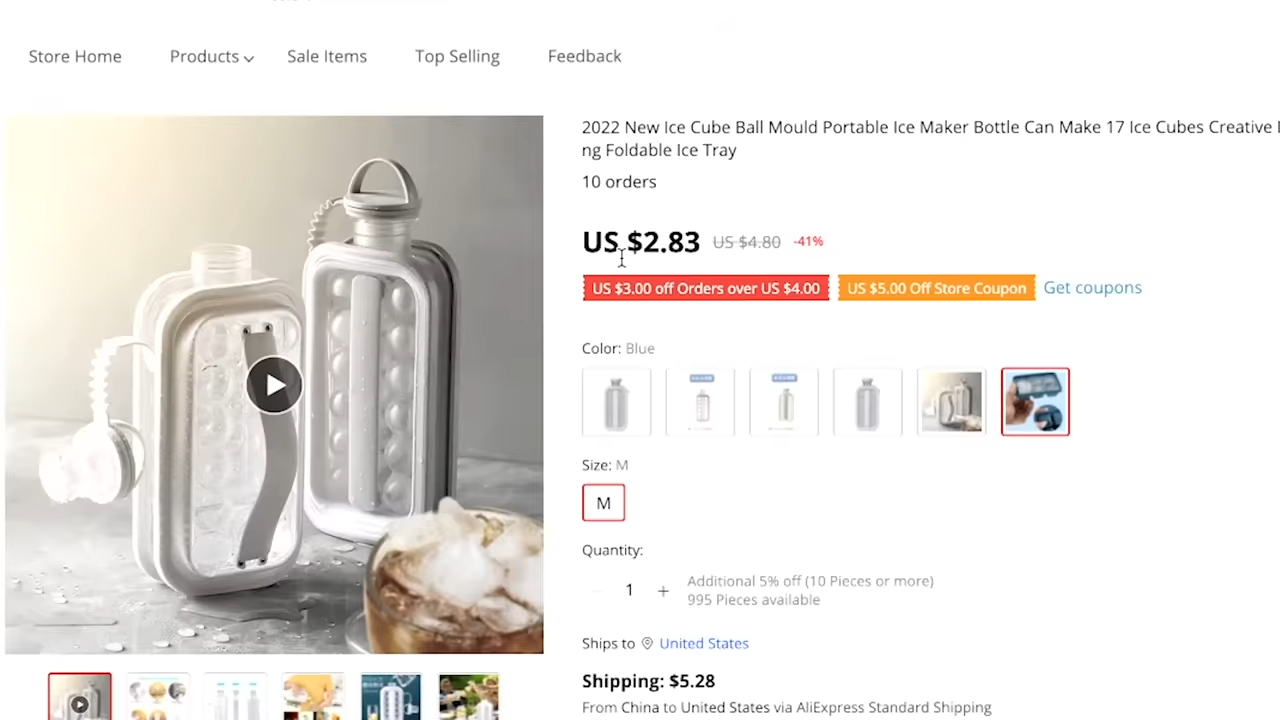 Store Home Products Sale Items Top Selling Feedback
2022 New Ice Cube Ball Mould Portable Ice Maker Bottle Can Make 17 Ice Cubes Creative
ng Foldable Ice Tray
10 orders
US $2.83 US $4.80 -41%
US $3.00 off Orders over US $4.00 US $5.00 Off Store Coupon Get coupons
Color: Blue
Size: M
M
Quantity:
1 + Additional 5% off (10 Pieces or more)
995 Pieces available
Ships to United States
Shipping: $5.28
From China to United States via AliExpress Standard Shipping